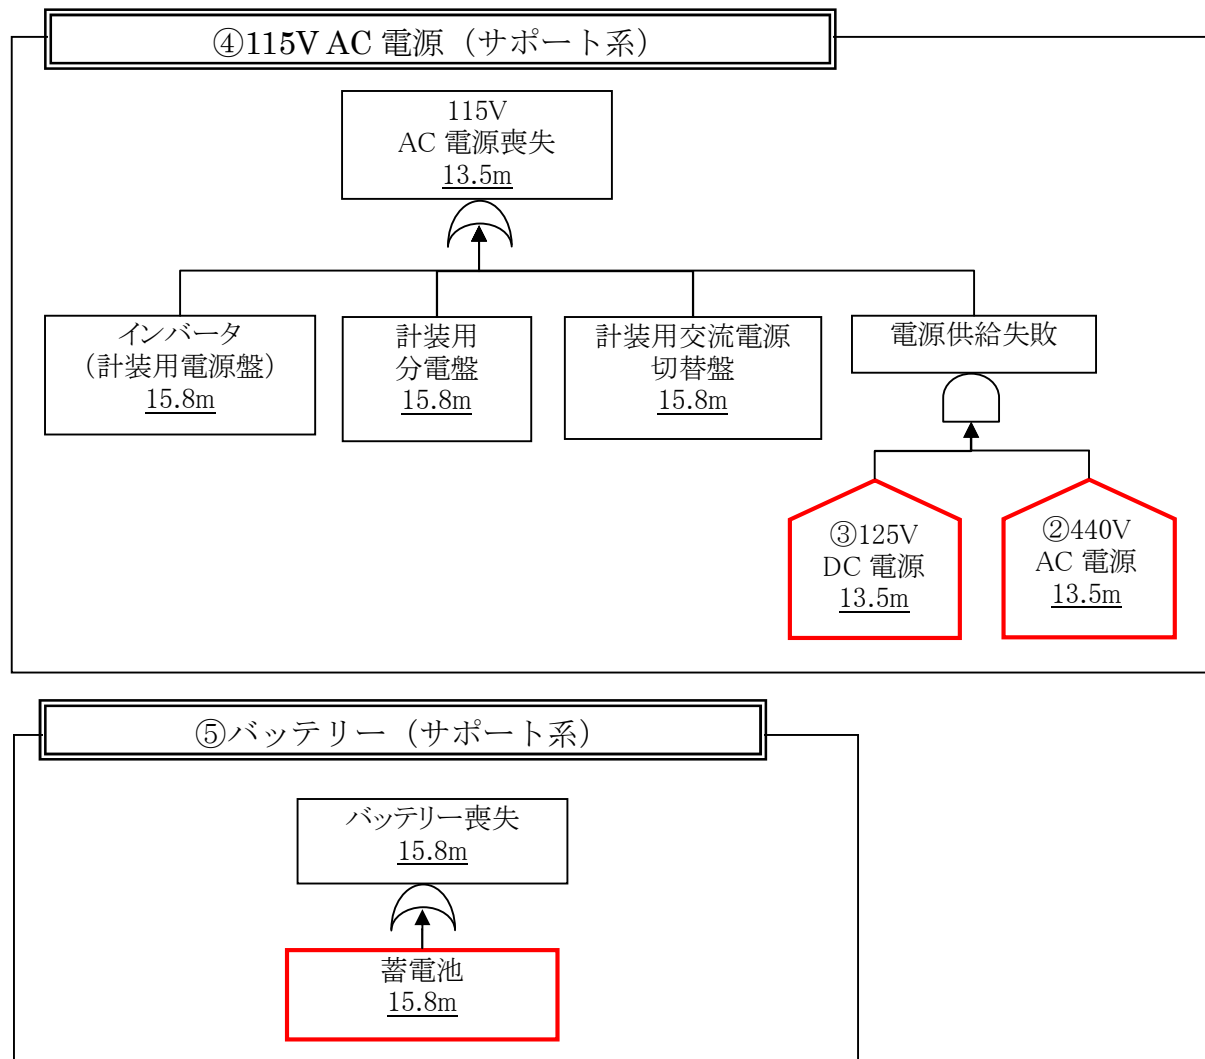 ④115V AC 電源（サポート系）
115V
AC 電源喪失
13.5m
インバータ
（計装用電源盤）
15.8m
計装用
分電盤
15.8m
計装用交流電源
切替盤
15.8m
電源供給失敗
③125V
DC 電源
13.5m
②440V
AC 電源
13.5m
⑤バッテリー（サポート系）
バッテリー喪失
15.8m
蓄電池
15.8m